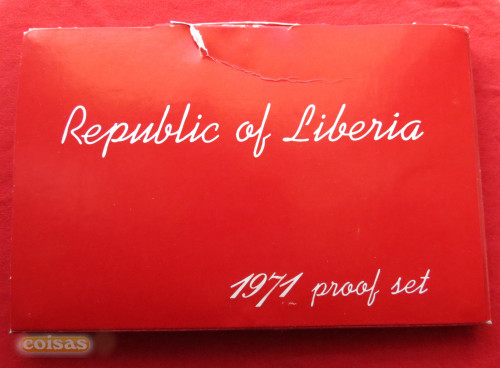 Republic of Liberia
1971 proof set
coisas